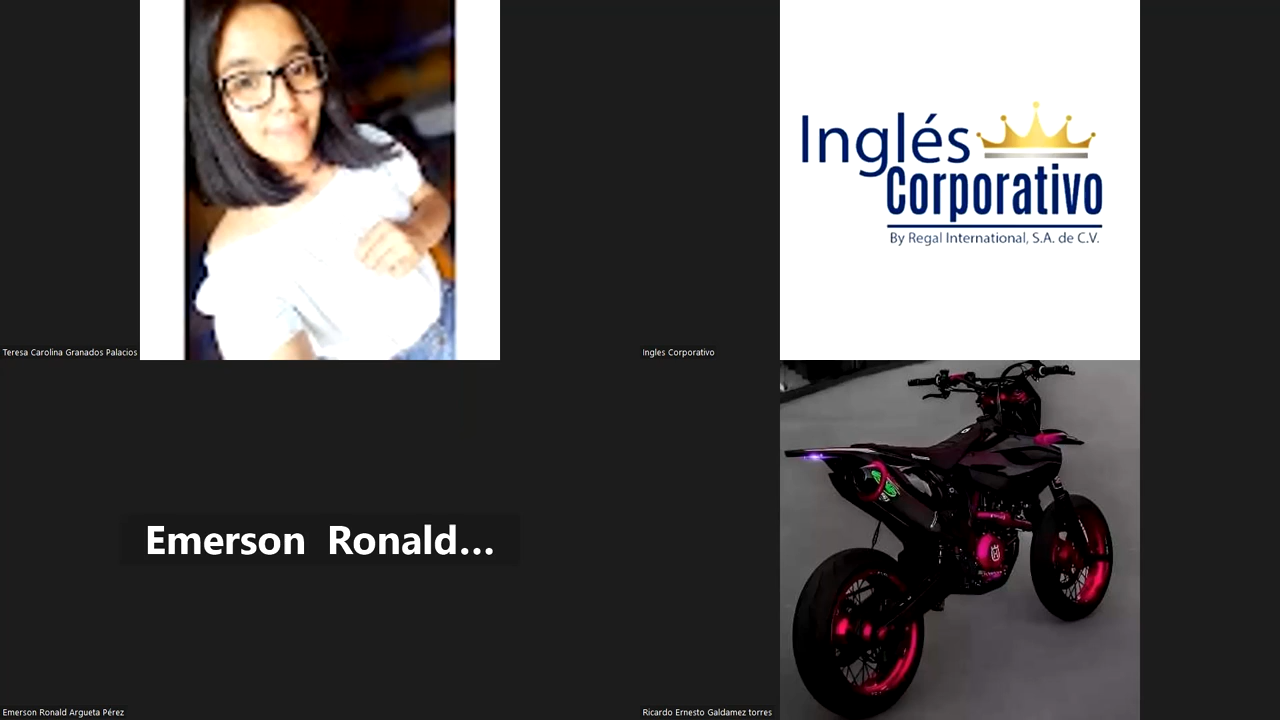 Teresa Carolina Granados Palacios
Inglés
Corporativo
By Regal International, S.A. de C.V.
Ingles Corporativo
Emerson Ronald...
Emerson Ronald Argueta Pérez
Ricardo Ernesto Galdamez torres